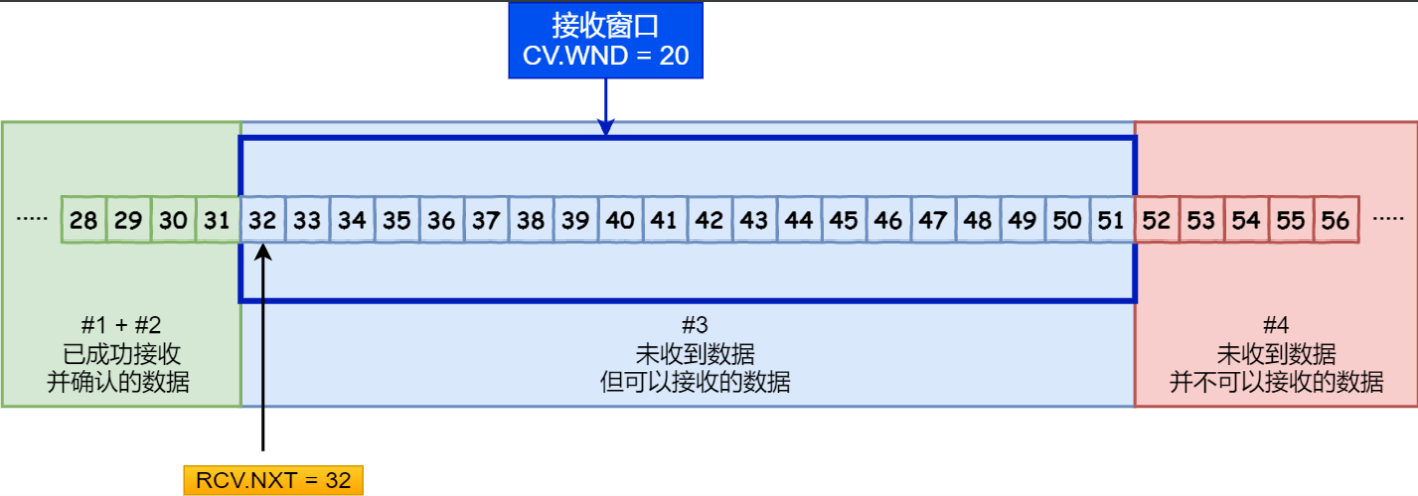 接收窗口
CV.WND = 20
..... 28 29 30 31 32 33 34 35 36 37 38 39 40 41 42 43 44 45 46 47 48 49 50 51 52 53 54 55 56 .....
#1 + #2
已成功接收
并确认的数据
#3
未收到数据
但可以接收的数据
#4
未收到数据
并不可以接收的数据
RCV.NXT = 32